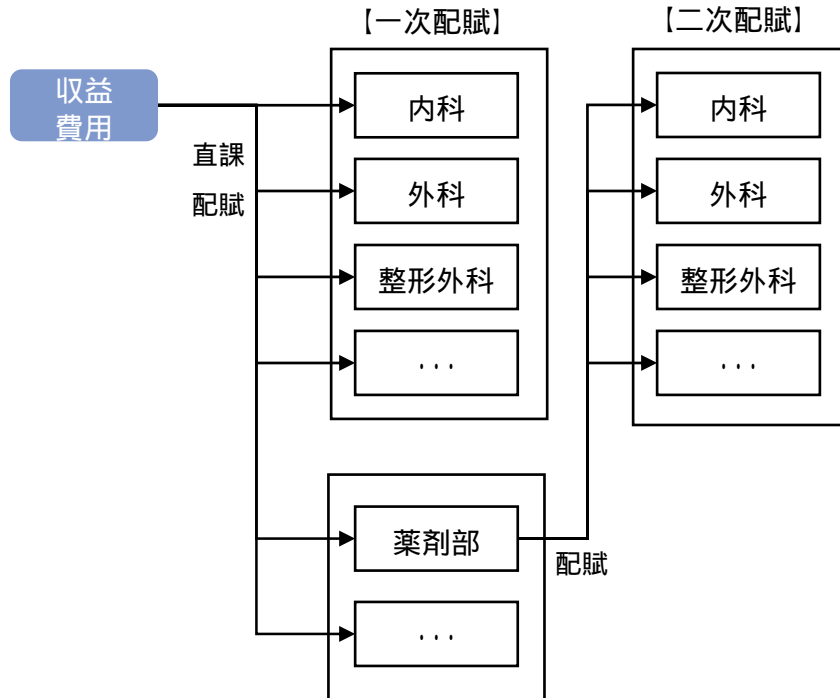 【一次配賦】
【二次配賦】
収益
費用
直課
配賦
内科
外科
整形外科
...
内科
外科
整形外科
...
薬剤部
...
配賦